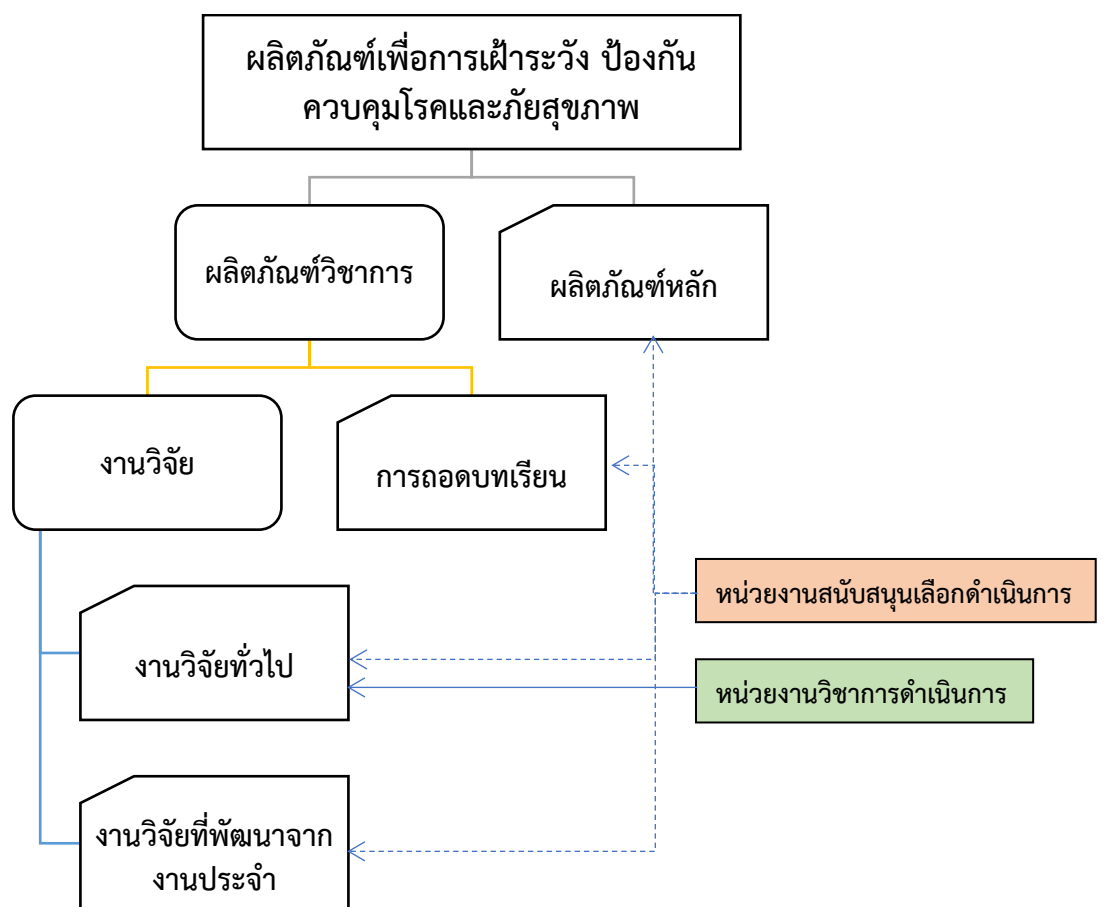 ผลิตภัณฑ์เพื่อการเฝ้าระวัง ป้องกัน
ควบคุมโรคและภัยสุขภาพ
ผลิตภัณฑ์วิชาการ
ผลิตภัณฑ์หลัก
งานวิจัย
การถอดบทเรียน
หน่วยงานสนับสนุนเลือกดำเนินการ
งานวิจัยทั่วไป
หน่วยงานวิชาการดำเนินการ
งานวิจัยที่พัฒนาจาก
งานประจำ